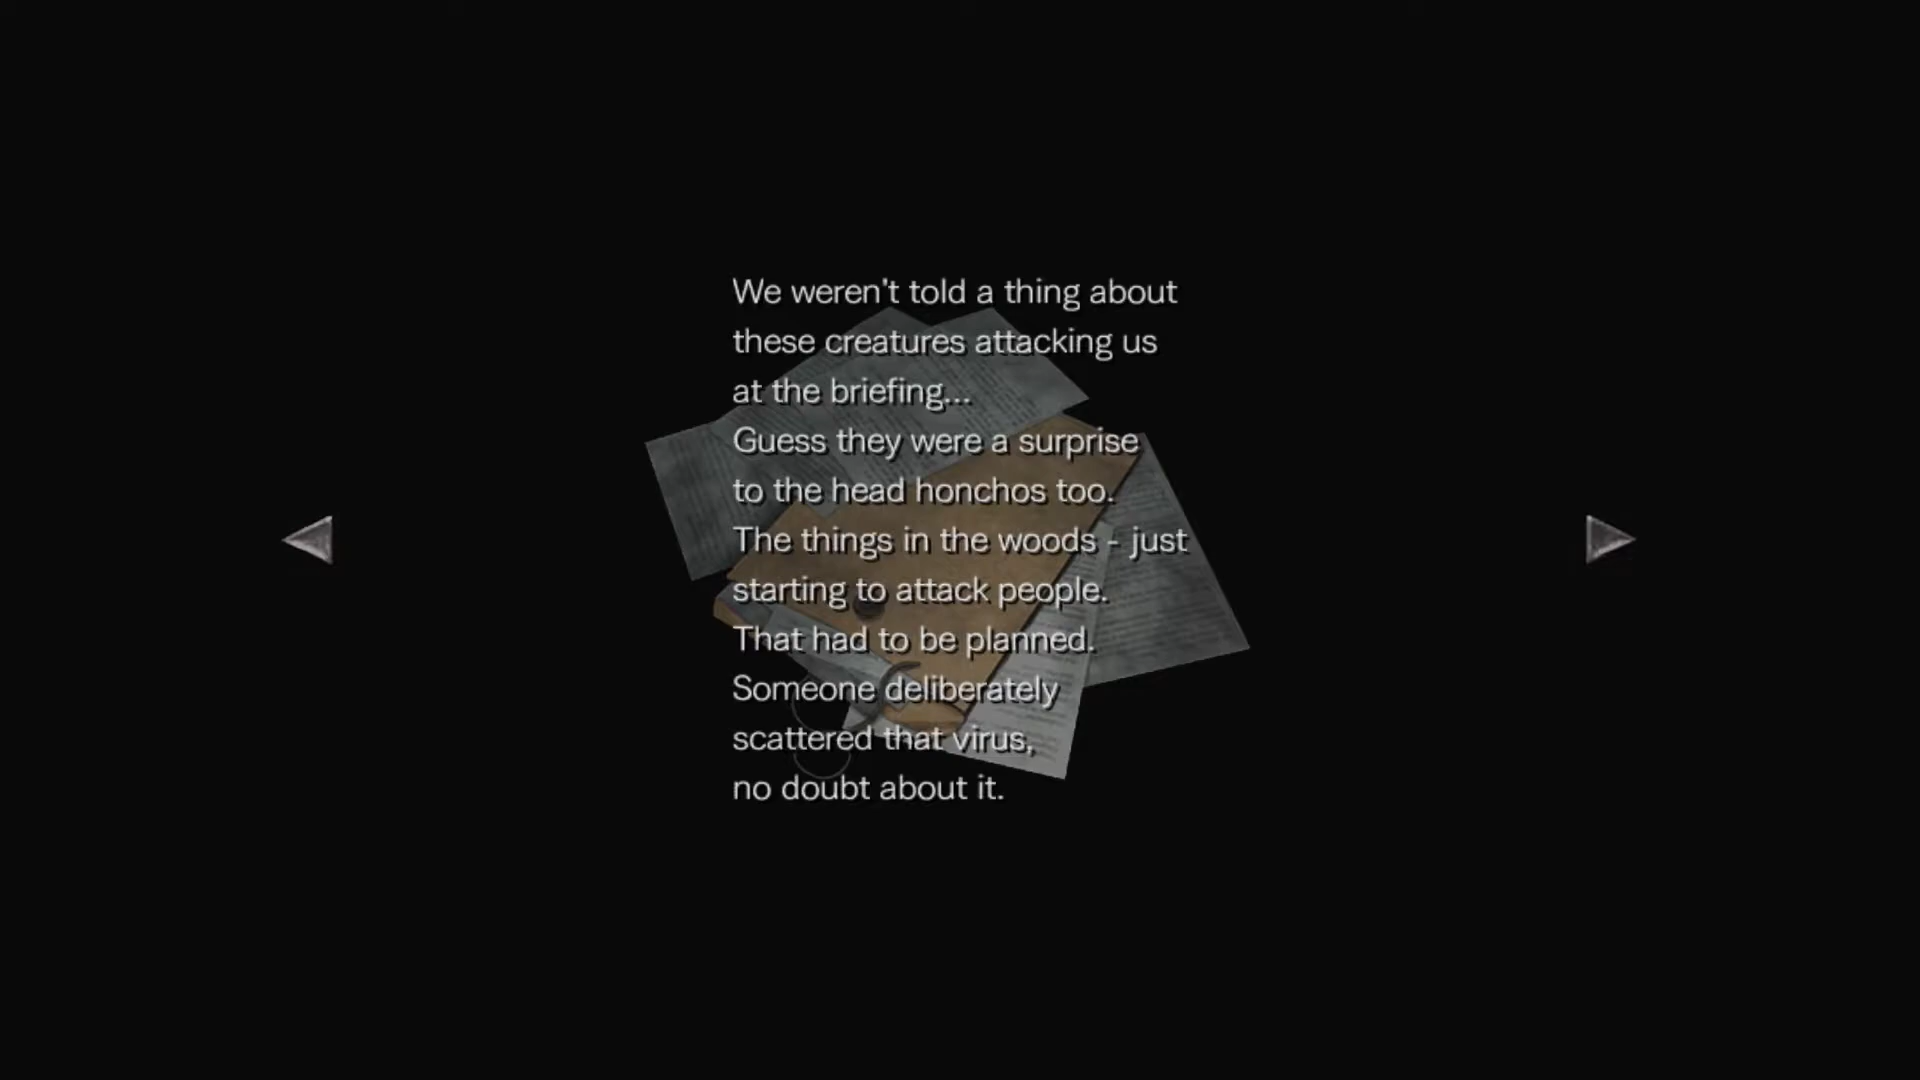 We weren't told a thing about
these creatures attacking us
at the briefing...
Guess they were a surprise
to the head honchos too.
The things in the woods - just
starting to attack people.
That had to be planned.
Someone deliberately
scattered that virus,
no doubt about it.